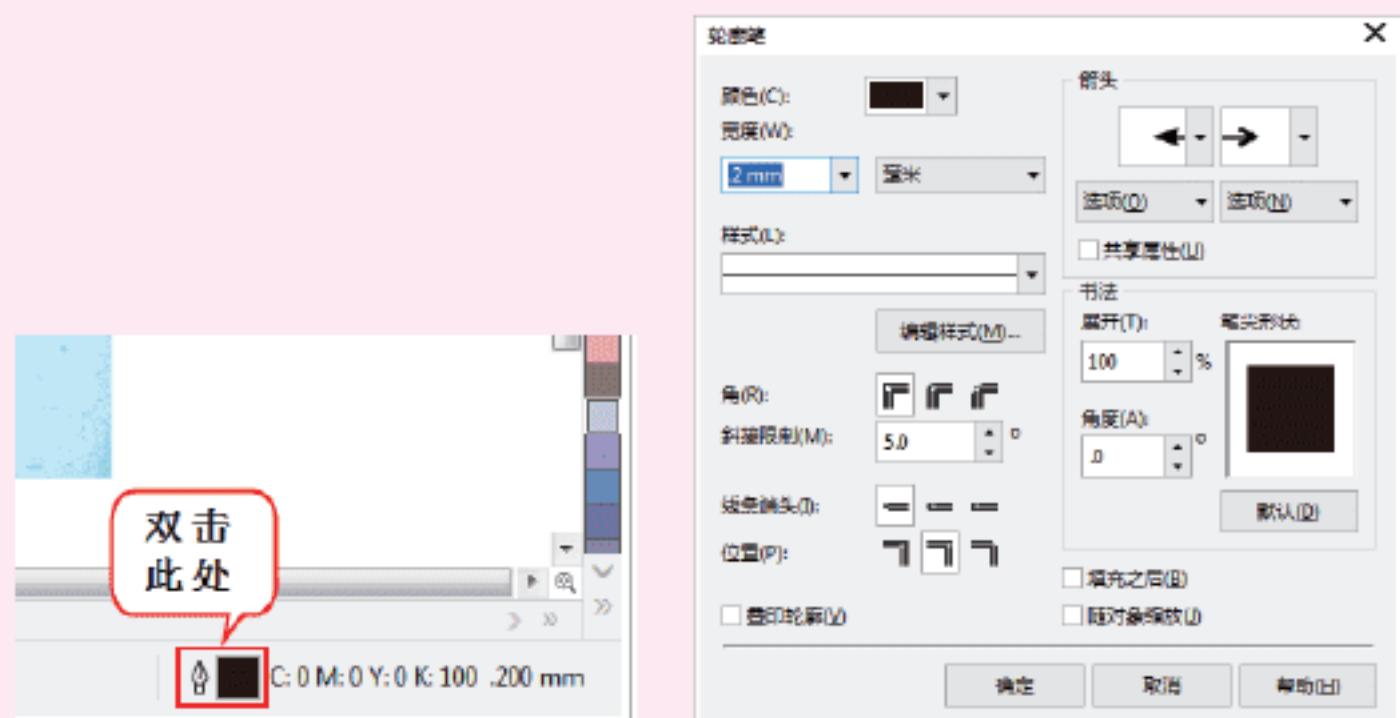 双击
此处
C: 0 M: 0 Y: 0 K: 100 .200 mm
轮廓笔
颜色(C):
宽度(W):
.2 mm
毫米
样式(L):
编辑样式(M)...
角(R):
斜接限制(M):
5.0
°
线条端头(T):
位置(P):
叠印轮廓(V)
箭头
选项(O)
选项(N)
共享属性(U)
书法
展开(T):
笔尖形状:
100
%
角度(A):
.0
°
默认(D)
填充之后(B)
随对象缩放(J)
确定
取消
帮助(H)